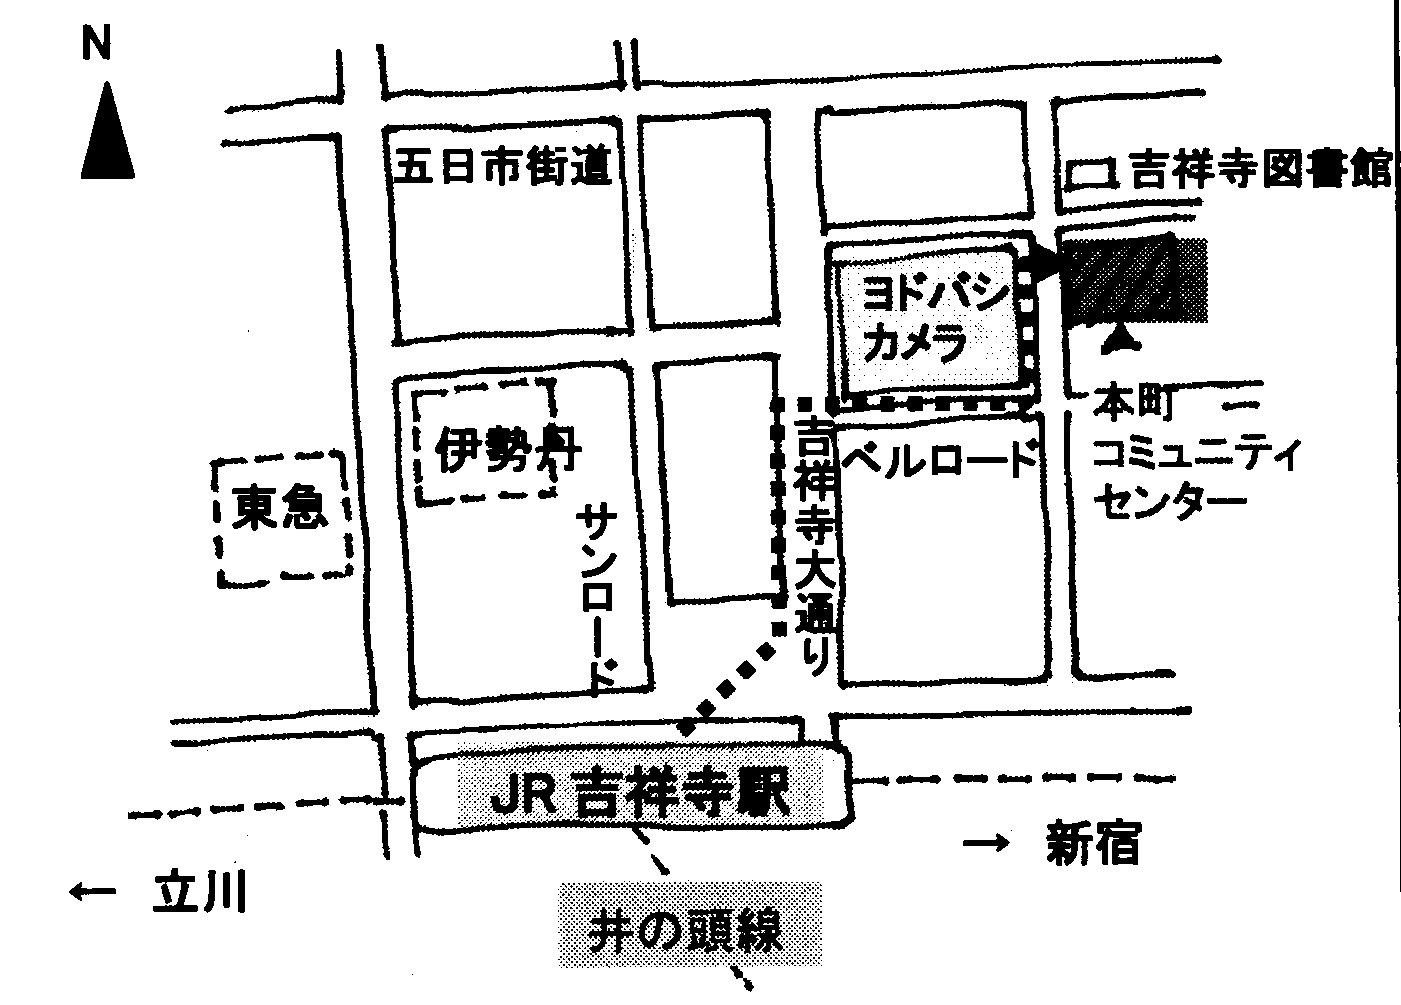 N
五日市街道
吉祥寺図書館
ヨドバシ
カメラ
本町
コミュニティ
センター
伊勢丹
東急
サンロード
吉祥寺大通り
ベルロード
JR 吉祥寺駅
→ 新宿
← 立川
井の頭線